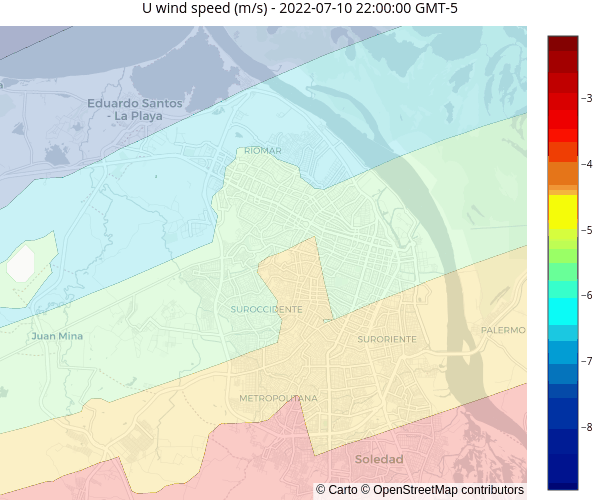 U wind speed (m/s) - 2022-07-10 22:00:00 GMT-5
Eduardo Santos
- La Playa
−3
RIOMAR
−4
−5
−6
SUROCCIDENTE
PALERMO
Juan Mina
SURORIENTE
−7
METROPOLITANA
−8
Soledad
© Carto © OpenStreetMap contributors